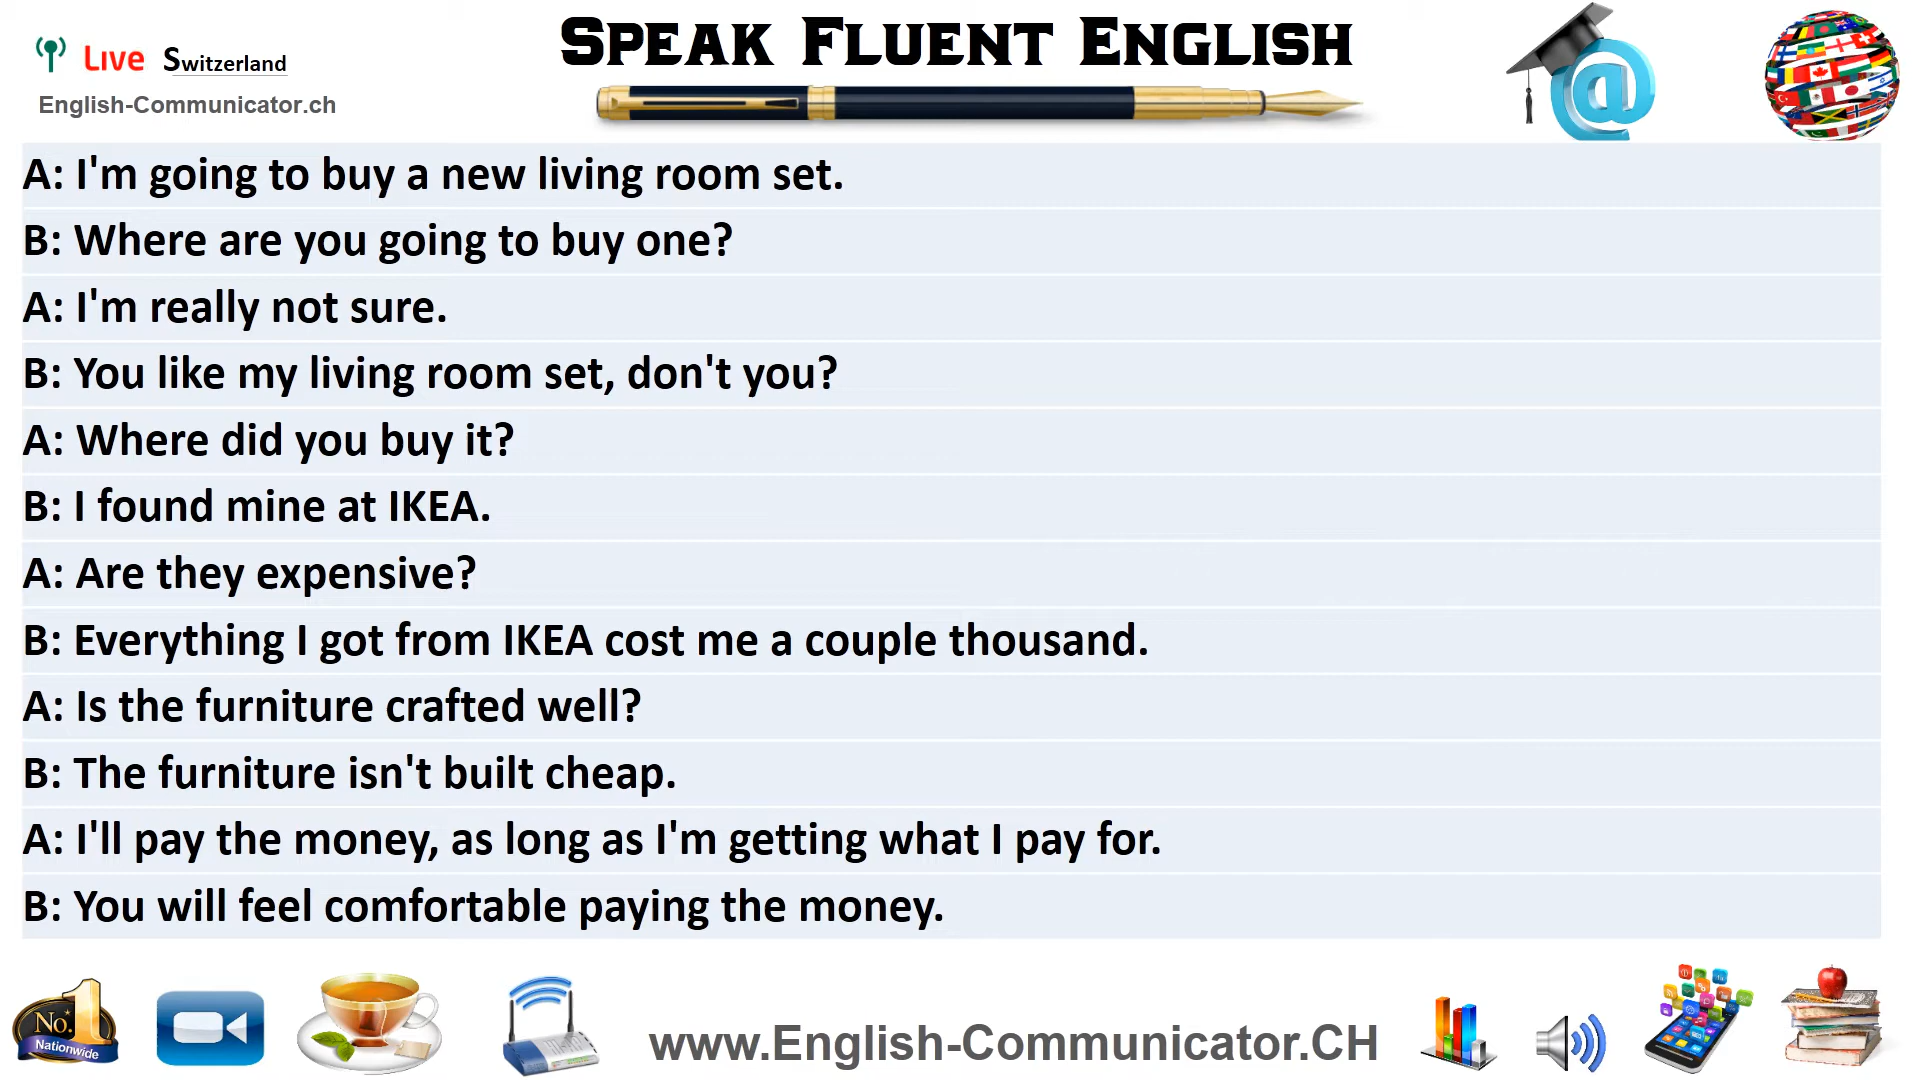 SPEAK FLUENT ENGLISH
Live Switzerland
English-Communicator.ch
@
A: I'm going to buy a new living room set.
B: Where are you going to buy one?
A: I'm really not sure.
B: You like my living room set, don't you?
A: Where did you buy it?
B: I found mine at IKEA.
A: Are they expensive?
B: Everything I got from IKEA cost me a couple thousand.
A: Is the furniture crafted well?
B: The furniture isn't built cheap.
A: I'll pay the money, as long as I'm getting what I pay for.
B: You will feel comfortable paying the money.
No. 1
Nationwide
www.English-Communicator.CH